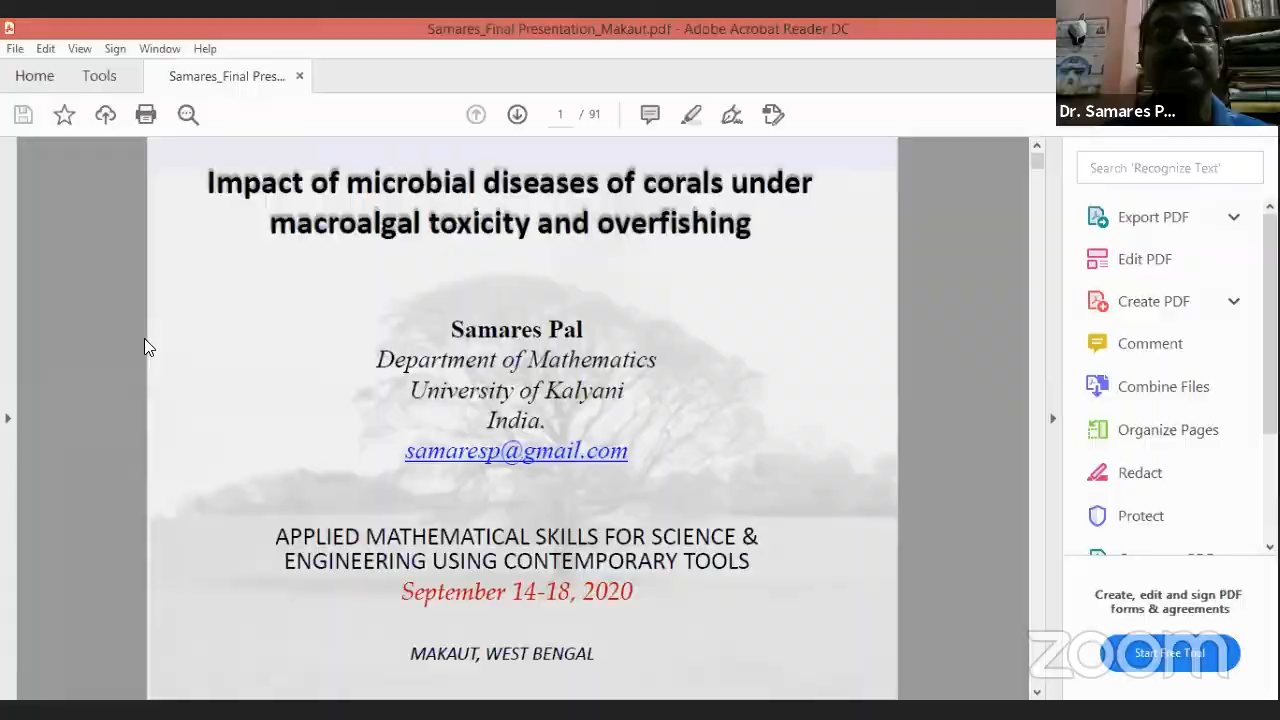 Samares_Final Presentation_Makaut.pdf - Adobe Acrobat Reader DC
File Edit View Sign Window Help
Home Tools Samares_Final Pres... ×
1 / 91
Dr. Samares P...
Impact of microbial diseases of corals under
macroalgal toxicity and overfishing
Samares Pal
Department of Mathematics
University of Kalyani
India.
samaresp@gmail.com
APPLIED MATHEMATICAL SKILLS FOR SCIENCE &
ENGINEERING USING CONTEMPORARY TOOLS
September 14-18, 2020
MAKAUT, WEST BENGAL
Search 'Recognize Text'
Export PDF
Edit PDF
Create PDF
Comment
Combine Files
Organize Pages
Redact
Protect
Create, edit and sign PDF
forms & agreements
Start Free Trial
zoom